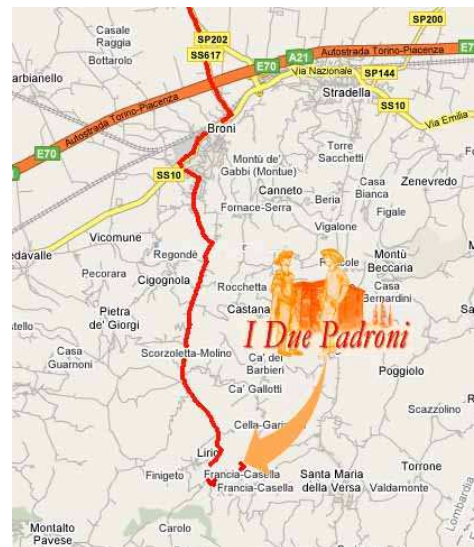 Casale
Raggia
Bottarolo
SP202
SS617
SP200
E7
E70
A21
Autostrada Torino-Piacenza
Via Nazionale
SP144
Stradella
SS10
Via Emilia
Barbianello
Autostrada Torino-Piacenza
E70
Broni
SS10
Montù de'
Gabbi (Montue)
Torre
Sacchetti
Canneto
Casa
Bianca
Zenevredo
Beria
Fornace-Serra
Figale
Vicomune
Vigalone
Regonde
edavalle
Montù
Beccaria
Pecorara
Cigognola
Rocchetta
Casa
Bernardini
Castana
Pietra
de' Giorgi
I Due Padroni
Scorzoletta-Molino
Ca' dei
Barbieri
Casa
Guarnoni
Poggiolo
Ca' Gallotti
Scazzolino
Lirio
Finigeto
Francia-Casella
Francia-Casella
Santa Maria
della Versa
Torrone
Valdamonte
Montalto
Pavese
Carolo
Lombardia